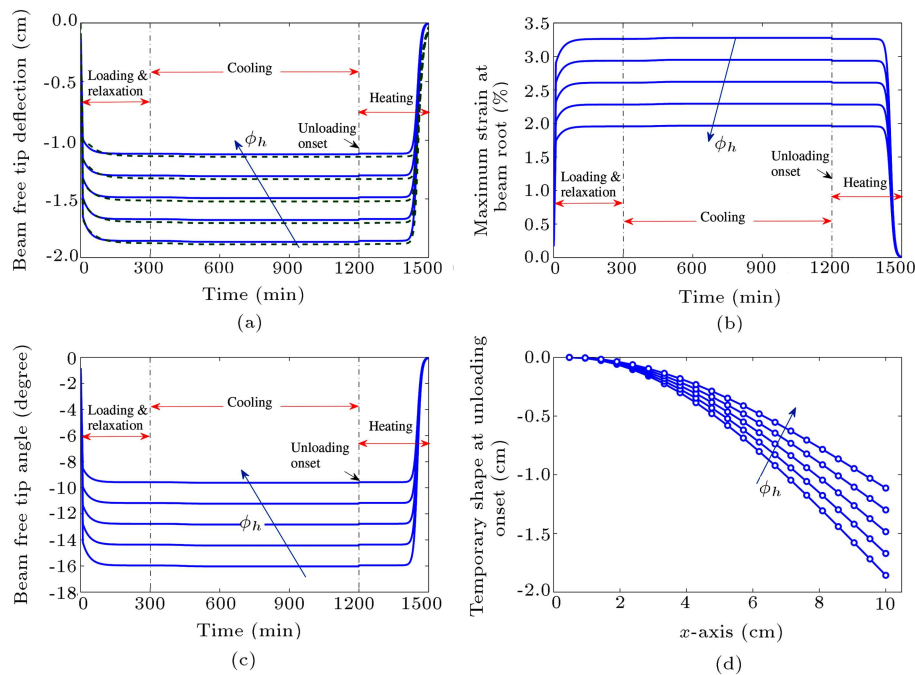 Beam free tip deflection (cm)
0.0
-0.5
-1.0
-1.5
-2.0
Loading &
relaxation
Cooling
Heating
Unloading
onset
ϕh
0
300
600
900
1200
1500
Time (min)
(a)
Maximum strain at
beam root (%)
3.5
3.0
2.5
2.0
1.5
1.0
0.5
0.0
ϕh
Unloading
onset
Loading &
relaxation
Heating
Cooling
0
300
600
900
1200
1500
Time (min)
(b)
Beam free tip angle (degree)
0
-2
-4
-6
-8
-10
-12
-14
-16
-18
Loading &
relaxation
Cooling
Heating
Unloading
onset
ϕh
0
300
600
900
1200
1500
Time (min)
(c)
Temporary shape at unloading
onset (cm)
0.0
-0.5
-1.0
-1.5
-2.0
ϕh
0
2
4
6
8
10
x-axis (cm)
(d)